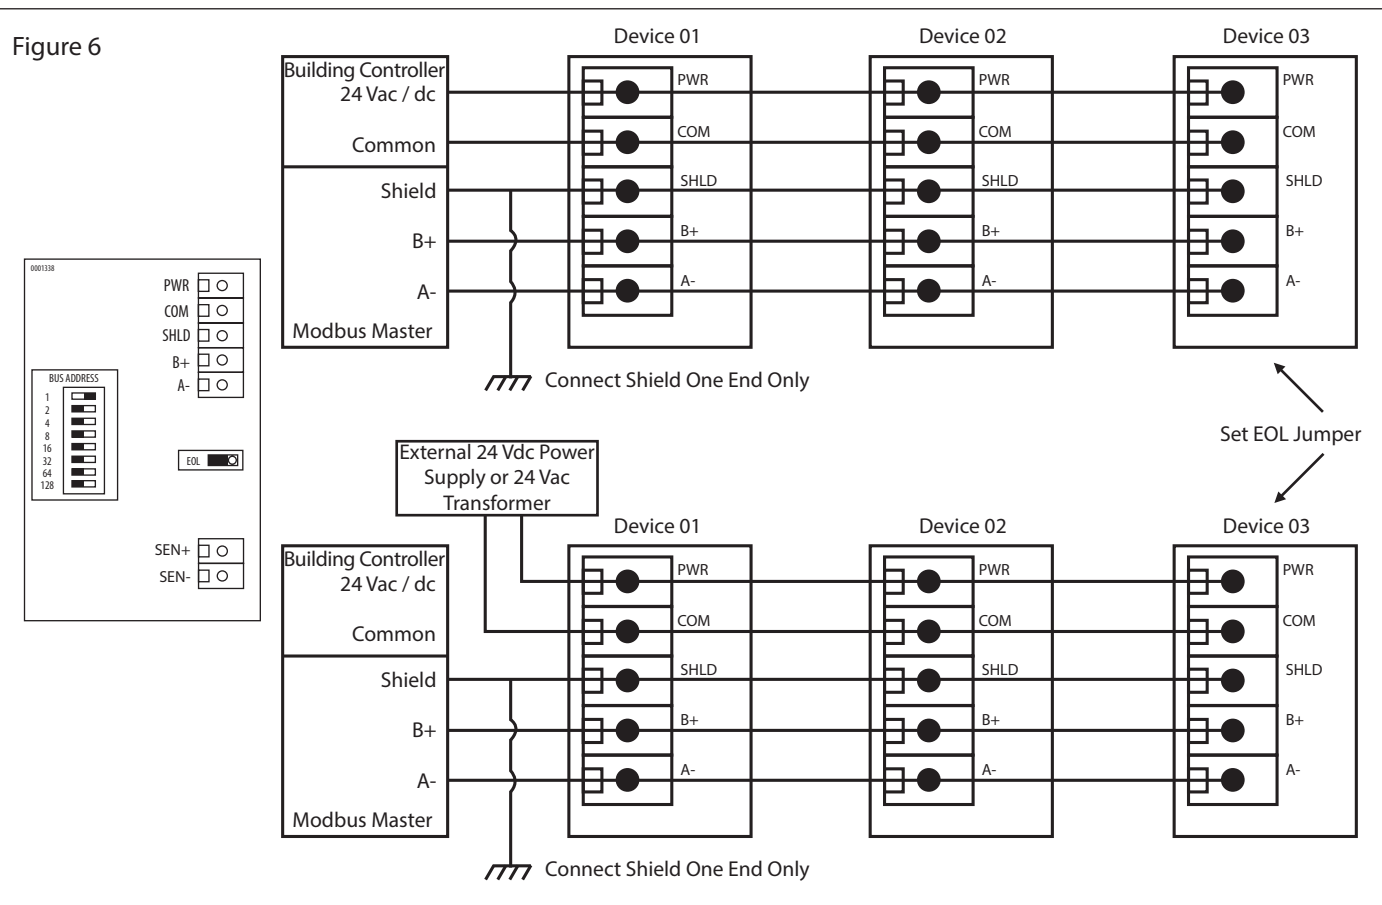 Figure 6
Device 01
Device 02
Device 03
Building Controller
24 Vac / dc
Common
Shield
B+
A-
Modbus Master
PWR
COM
SHLD
B+
A-
PWR
COM
SHLD
B+
A-
PWR
COM
SHLD
B+
A-
Connect Shield One End Only
0001338
PWR
COM
SHLD
B+
A-
BUS ADDRESS
1
2
4
8
16
32
64
128
EOL
SEN+
SEN-
Set EOL Jumper
External 24 Vdc Power
Supply or 24 Vac
Transformer
Device 01
Device 02
Device 03
Building Controller
24 Vac / dc
Common
Shield
B+
A-
Modbus Master
PWR
COM
SHLD
B+
A-
PWR
COM
SHLD
B+
A-
PWR
COM
SHLD
B+
A-
Connect Shield One End Only